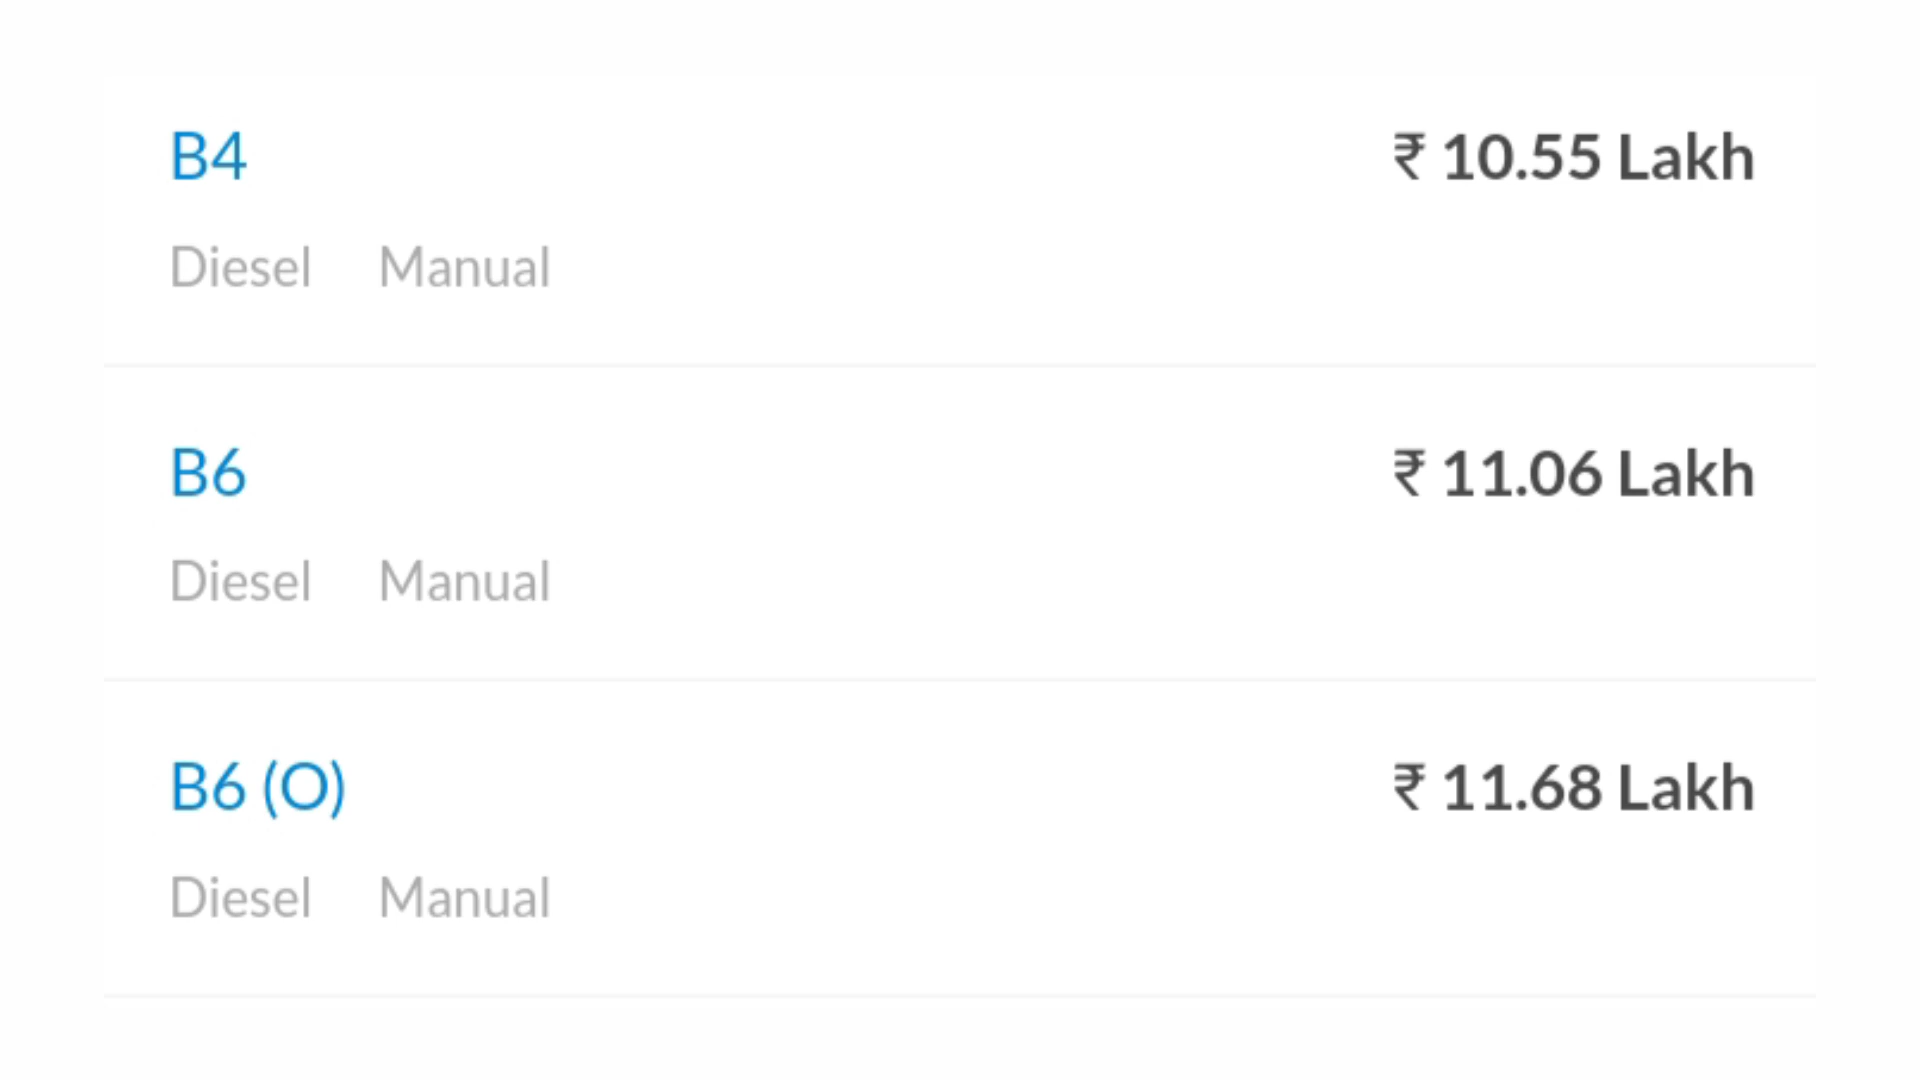 B4 ₹ 10.55 Lakh
Diesel Manual
B6 ₹ 11.06 Lakh
Diesel Manual
B6 (O) ₹ 11.68 Lakh
Diesel Manual